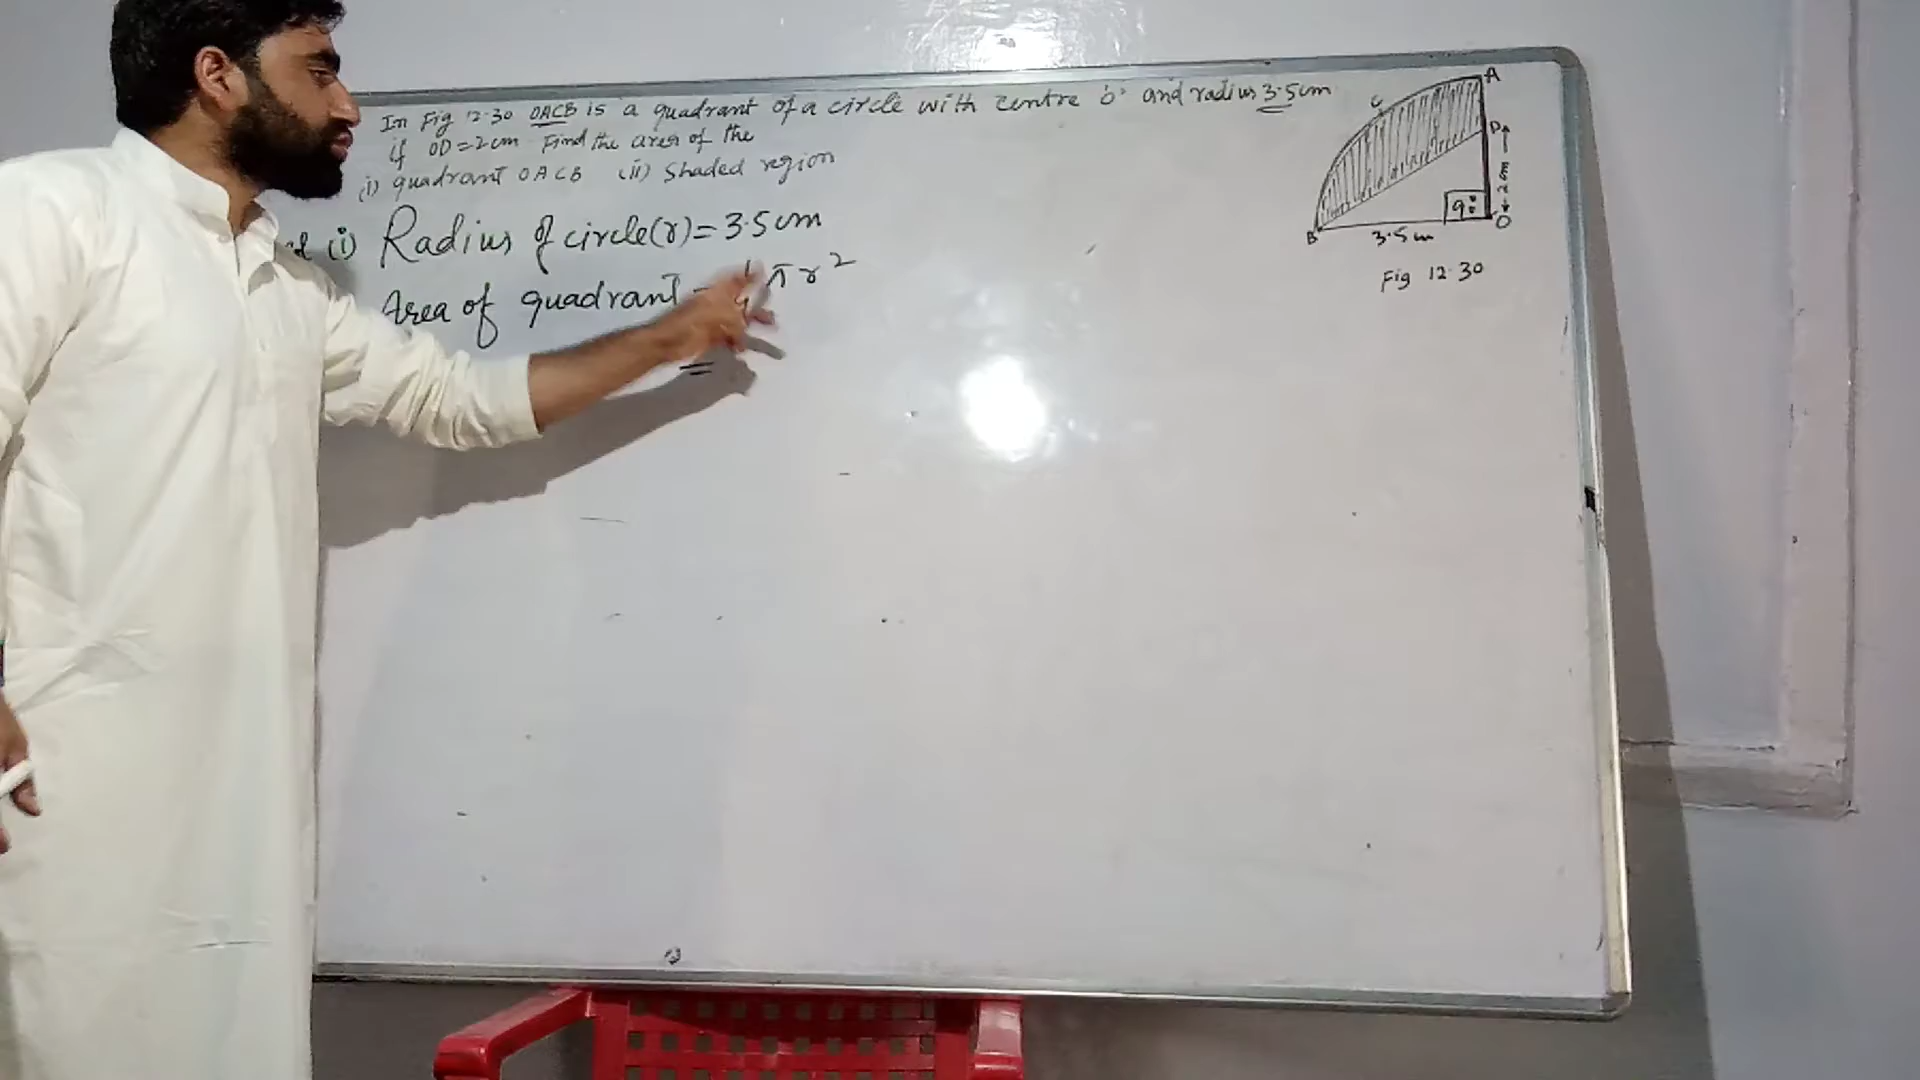 In Fig 12.30 OACB is a quadrant of a circle with centre 'o' and radius 3.5cm
if OD=2cm Find the area of the
(i) quadrant OACB (ii) Shaded region
(i) Radius of circle(r)=3.5cm
Area of quadrant = 1/4 πr²
=
A
C
D
2cm
90°
O
B
3.5cm
Fig 12.30